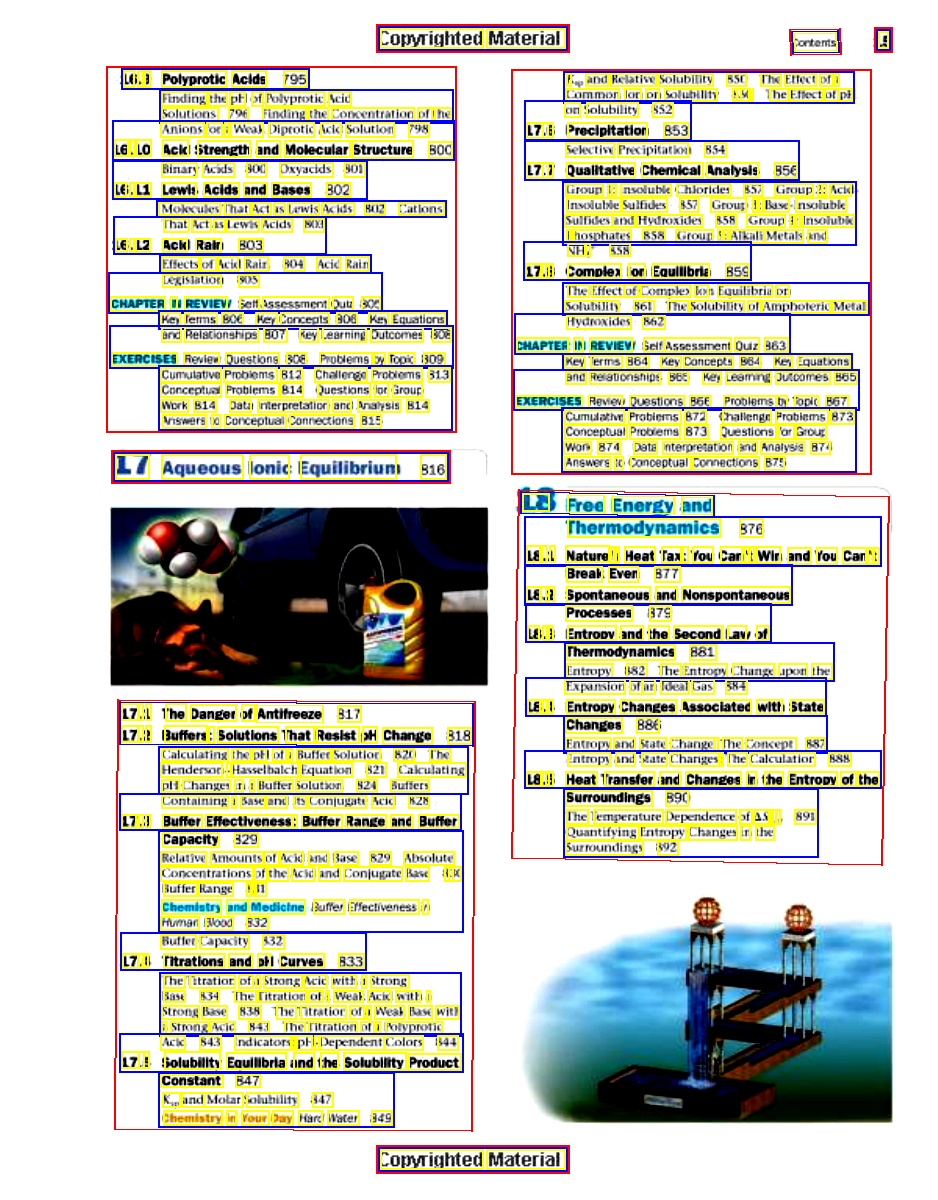 Copyrighted Material
Contents
16.9 Polyprotic Acids 795
Finding the pH of Polyprotic Acid
Solutions 796 Finding the Concentration of the
Anions for a Weak Diprotic Acid Solution 798
16.10 Acid Strength and Molecular Structure 800
Binary Acids 800 Oxyacids 801
16.11 Lewis Acids and Bases 802
Molecules That Act as Lewis Acids 802 Cations
That Act as Lewis Acids 803
16.12 Acid Rain 803
Effects of Acid Rain 804 Acid Rain
Legislation 805
CHAPTER IN REVIEW Self Assessment Quiz 805
Key Terms 806 Key Concepts 806 Key Equations
and Relationships 807 Key Learning Outcomes 808
EXERCISES Review Questions 808 Problems by Topic 809
Cumulative Problems 812 Challenge Problems 813
Conceptual Problems 814 Questions for Group
Work 814 Data Interpretation and Analysis 814
Answers to Conceptual Connections 815
17 Aqueous Ionic Equilibrium 816
17.1 The Danger of Antifreeze 817
17.2 Buffers: Solutions That Resist pH Change 818
Calculating the pH of a Buffer Solution 820 The
Henderson–Hasselbalch Equation 821 Calculating
pH Changes in a Buffer Solution 824 Buffers
Containing a Base and Its Conjugate Acid 828
17.3 Buffer Effectiveness: Buffer Range and Buffer
Capacity 829
Relative Amounts of Acid and Base 829 Absolute
Concentrations of the Acid and Conjugate Base 830
Buffer Range 831
Chemistry and Medicine Buffer Effectiveness in
Human Blood 832
Buffer Capacity 832
17.4 Titrations and pH Curves 833
The Titration of a Strong Acid with a Strong
Base 834 The Titration of a Weak Acid with a
Strong Base 838 The Titration of a Weak Base with
a Strong Acid 843 The Titration of a Polyprotic
Acid 843 Indicators: pH-Dependent Colors 844
17.5 Solubility Equilibria and the Solubility Product
Constant 847
Ksp and Molar Solubility 847
Chemistry in Your Day Hard Water 849
Ksp and Relative Solubility 850 The Effect of a
Common Ion on Solubility 850 The Effect of pH
on Solubility 852
17.6 Precipitation 853
Selective Precipitation 854
17.7 Qualitative Chemical Analysis 856
Group 1: Insoluble Chlorides 857 Group 2: Acid-
Insoluble Sulfides 857 Group 3: Base-Insoluble
Sulfides and Hydroxides 858 Group 4: Insoluble
Phosphates 858 Group 5: Alkali Metals and
NH4+ 858
17.8 Complex Ion Equilibria 859
The Effect of Complex Ion Equilibria on
Solubility 861 The Solubility of Amphoteric Metal
Hydroxides 862
CHAPTER IN REVIEW Self Assessment Quiz 863
Key Terms 864 Key Concepts 864 Key Equations
and Relationships 865 Key Learning Outcomes 865
EXERCISES Review Questions 866 Problems by Topic 867
Cumulative Problems 872 Challenge Problems 873
Conceptual Problems 873 Questions for Group
Work 874 Data Interpretation and Analysis 874
Answers to Conceptual Connections 875
18 Free Energy and
Thermodynamics 876
18.1 Nature's Heat Tax: You Can't Win and You Can't
Break Even 877
18.2 Spontaneous and Nonspontaneous
Processes 879
18.3 Entropy and the Second Law of
Thermodynamics 881
Entropy 882 The Entropy Change upon the
Expansion of an Ideal Gas 884
18.4 Entropy Changes Associated with State
Changes 886
Entropy and State Change: The Concept 887
Entropy and State Changes: The Calculation 888
18.5 Heat Transfer and Changes in the Entropy of the
Surroundings 890
The Temperature Dependence of ΔS 891
Quantifying Entropy Changes in the
Surroundings 892
Copyrighted Material